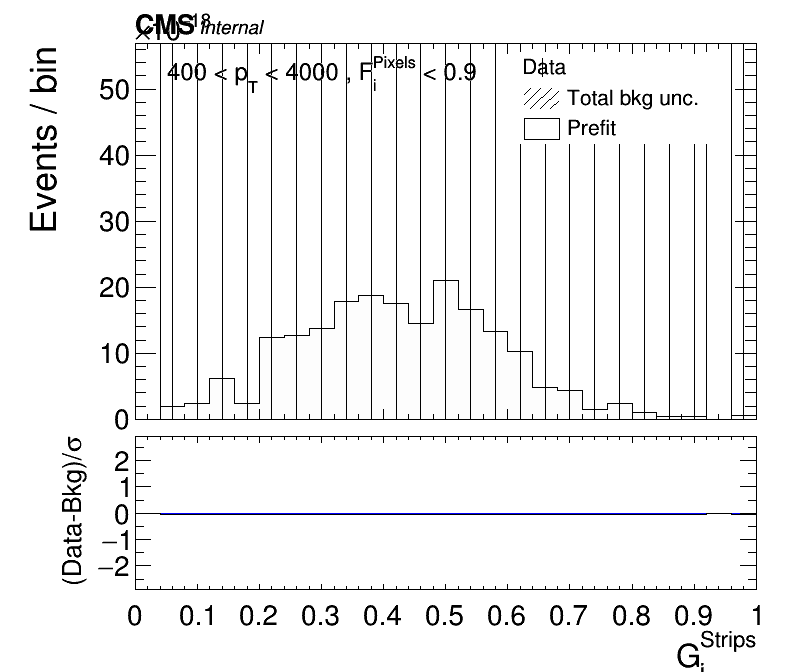 CMS Internal
×10^18
Events / bin
400 < p_T < 4000 , F_i^Pixels < 0.9
Data
Total bkg unc.
Prefit
50
40
30
20
10
0
(Data-Bkg)/σ
2
1
0
−1
−2
0 0.1 0.2 0.3 0.4 0.5 0.6 0.7 0.8 0.9 1
G_i^Strips